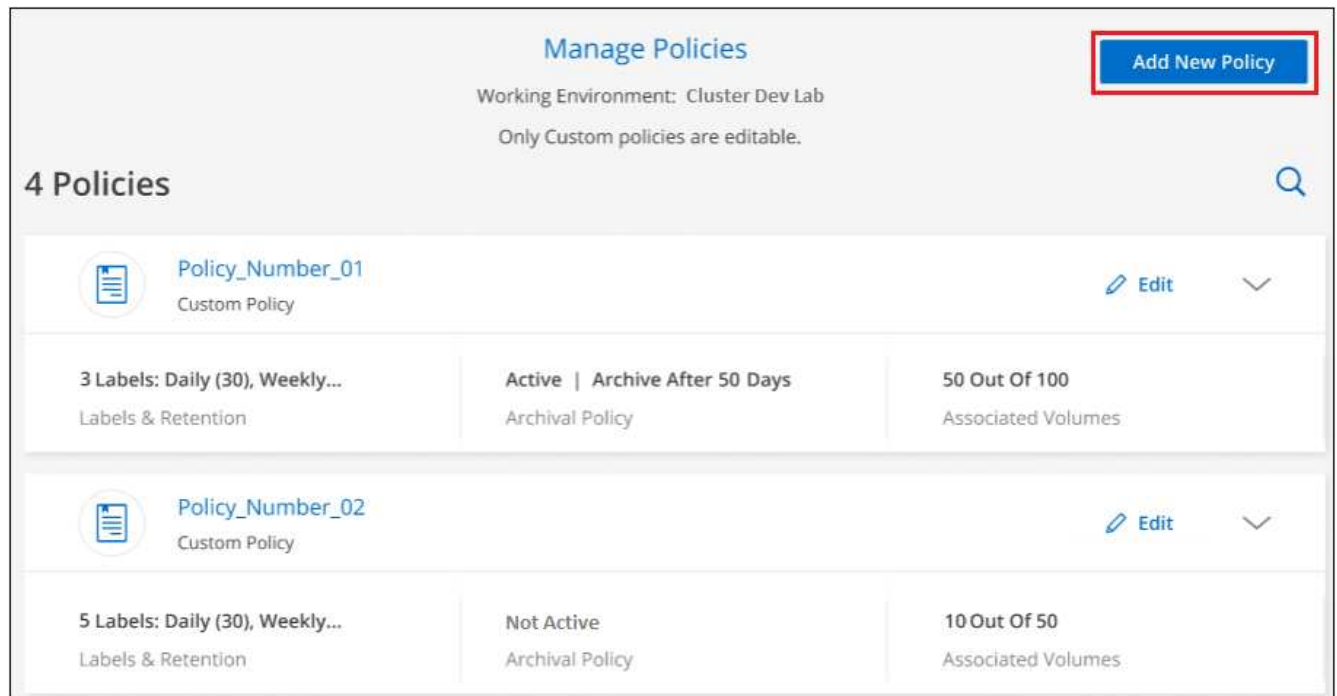 Manage Policies
Add New Policy
Working Environment: Cluster Dev Lab
Only Custom policies are editable.
4 Policies
Policy_Number_01
Custom Policy
Edit
3 Labels: Daily (30), Weekly...
Active | Archive After 50 Days
50 Out Of 100
Labels & Retention
Archival Policy
Associated Volumes
Policy_Number_02
Custom Policy
Edit
5 Labels: Daily (30), Weekly...
Not Active
10 Out Of 50
Labels & Retention
Archival Policy
Associated Volumes